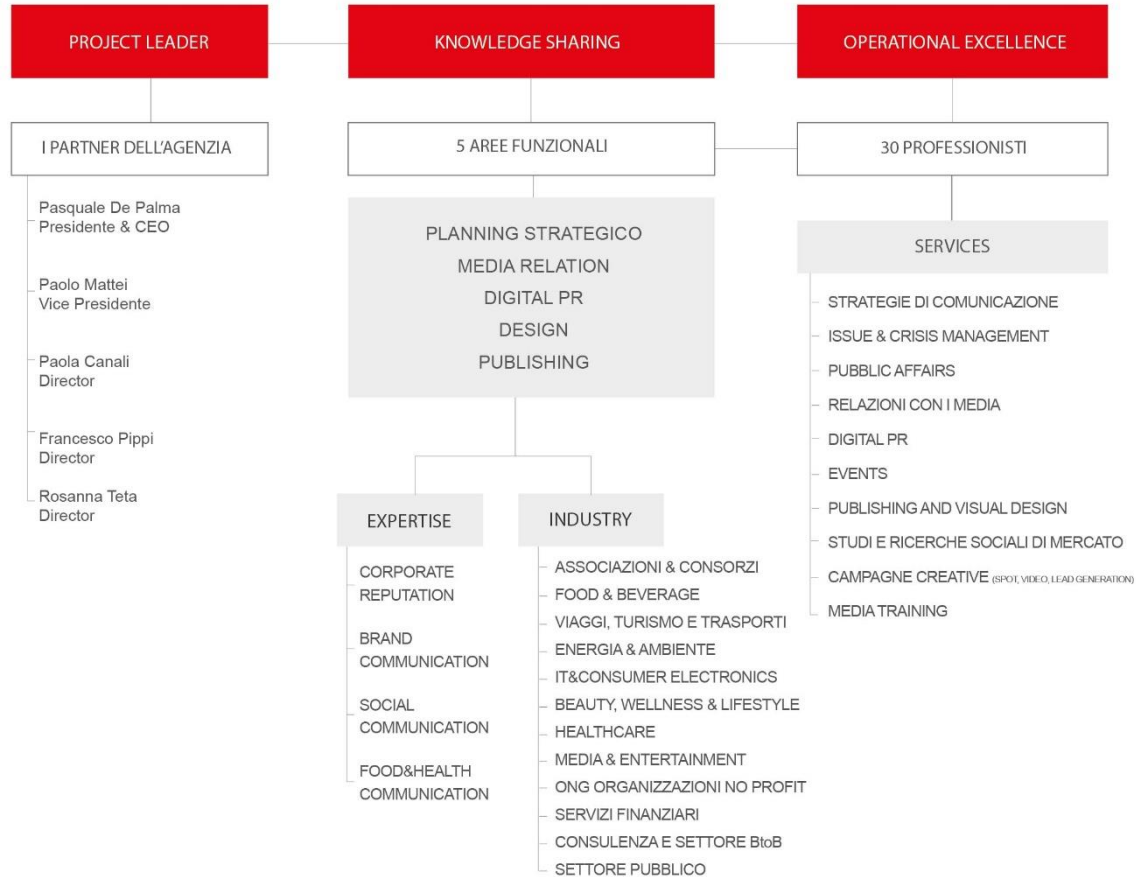 PROJECT LEADER
KNOWLEDGE SHARING
OPERATIONAL EXCELLENCE
I PARTNER DELL'AGENZIA
5 AREE FUNZIONALI
30 PROFESSIONISTI
Pasquale De Palma
Presidente & CEO
Paolo Mattei
Vice Presidente
Paola Canali
Director
Francesco Pippi
Director
Rosanna Teta
Director
PLANNING STRATEGICO
MEDIA RELATION
DIGITAL PR
DESIGN
PUBLISHING
EXPERTISE
CORPORATE
REPUTATION
BRAND
COMMUNICATION
SOCIAL
COMMUNICATION
FOOD&HEALTH
COMMUNICATION
INDUSTRY
ASSOCIAZIONI & CONSORZI
FOOD & BEVERAGE
VIAGGI, TURISMO E TRASPORTI
ENERGIA & AMBIENTE
IT&CONSUMER ELECTRONICS
BEAUTY, WELLNESS & LIFESTYLE
HEALTHCARE
MEDIA & ENTERTAINMENT
ONG ORGANIZZAZIONI NO PROFIT
SERVIZI FINANZIARI
CONSULENZA E SETTORE BtoB
SETTORE PUBBLICO
SERVICES
STRATEGIE DI COMUNICAZIONE
ISSUE & CRISIS MANAGEMENT
PUBBLIC AFFAIRS
RELAZIONI CON I MEDIA
DIGITAL PR
EVENTS
PUBLISHING AND VISUAL DESIGN
STUDI E RICERCHE SOCIALI DI MERCATO
CAMPAGNE CREATIVE (SPOT, VIDEO, LEAD GENERATION)
MEDIA TRAINING